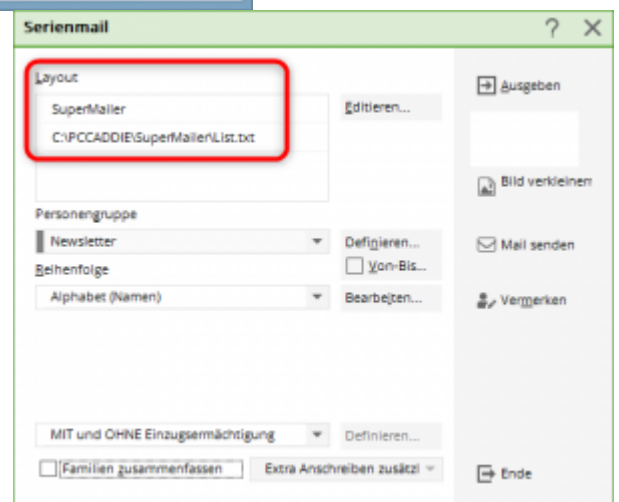 Serienmail
Layout
SuperMailer
C:\PCCADDIE\SuperMailer\List.txt
Editieren...
Personengruppe
Newsletter
Definieren...
Von-Bis...
Reihenfolge
Alphabet (Namen)
Bearbeiten...
MIT und OHNE Einzugsermächtigung
Definieren...
Familien zusammenfassen
Extra Anschreiben zusätzl
Ausgeben
Bild verkleinern
Mail senden
Vermerken
Ende